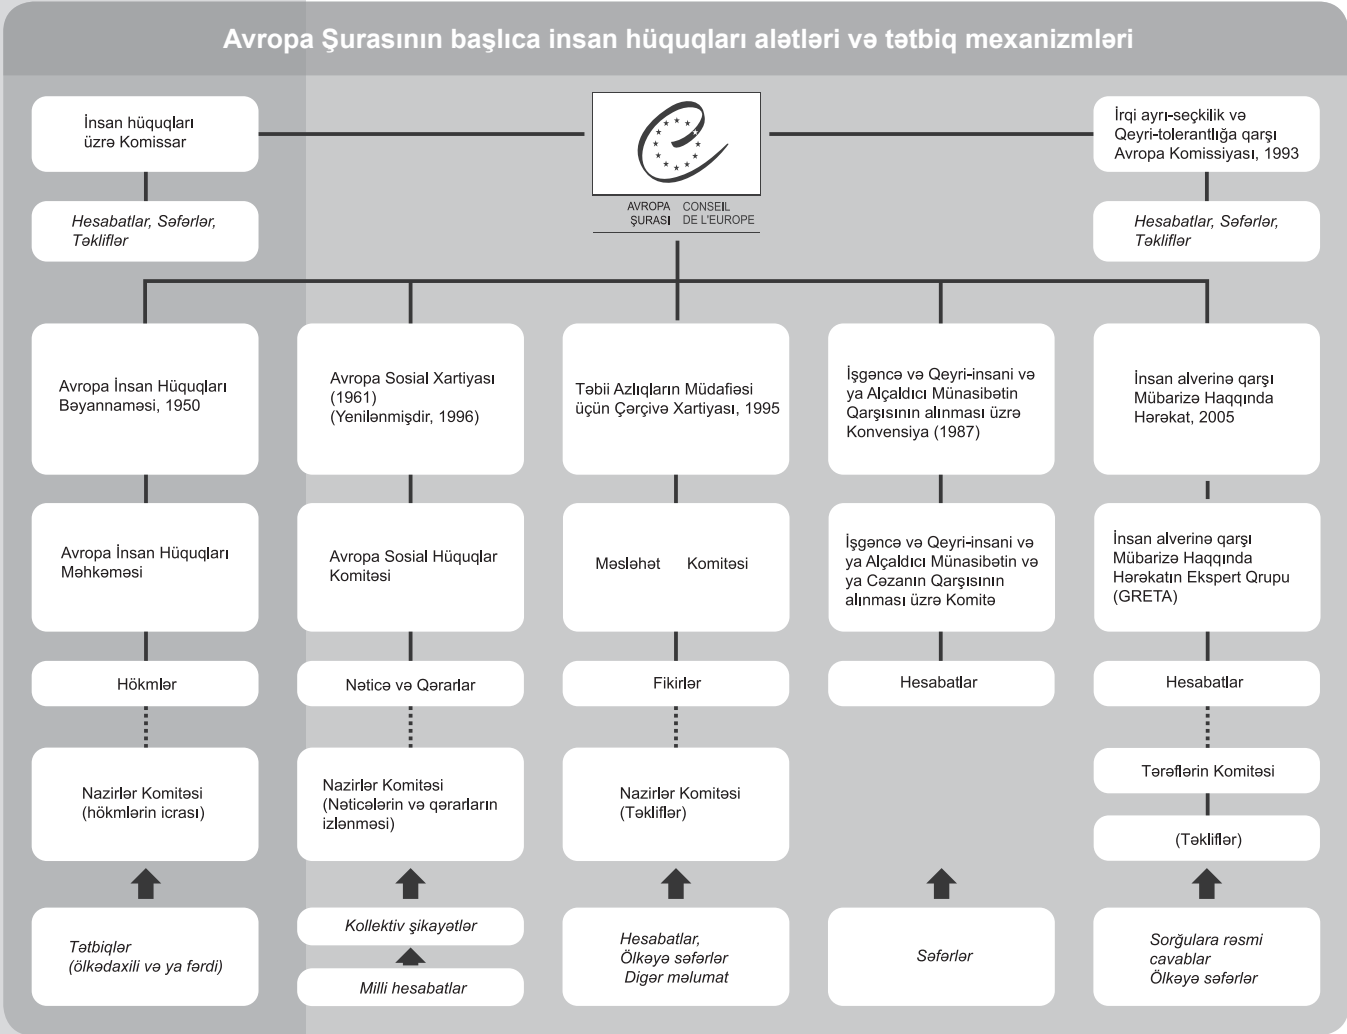 Avropa Şurasının başlıca insan hüquqları alətləri və tətbiq mexanizmləri
İnsan hüquqları
üzrə Komissar
Hesabatlar, Səfərlər,
Təkliflər
AVROPA
ŞURASI
CONSEIL
DE L'EUROPE
İrqi ayrı-seçkilik və
Qeyri-tolerantlığa qarşı
Avropa Komissiyası, 1993
Hesabatlar, Səfərlər,
Təkliflər
Avropa İnsan Hüquqları
Bəyannaməsi, 1950
Avropa Sosial Xartiyası
(1961)
(Yenilənmişdir, 1996)
Təbii Azlıqların Müdafiəsi
üçün Çərçivə Xartiyası, 1995
İşgəncə və Qeyri-insani və
ya Alçaldıcı Münasibətin
Qarşısının alınması üzrə
Konvensiya (1987)
İnsan alverinə qarşı
Mübarizə Haqqında
Hərəkat, 2005
Avropa İnsan Hüquqları
Məhkəməsi
Avropa Sosial Hüquqlar
Komitəsi
Məsləhət Komitəsi
İşgəncə və Qeyri-insani və
ya Alçaldıcı Münasibətin və
ya Cəzanın Qarşısının
alınması üzrə Komitə
İnsan alverinə qarşı
Mübarizə Haqqında
Hərəkatın Ekspert Qrupu
(GRETA)
Hökmlər
Nəticə və Qərarlar
Fikirlər
Hesabatlar
Hesabatlar
Nazirlər Komitəsi
(hökmlərin icrası)
Nazirlər Komitəsi
(Nəticələrin və qərarların
izlənməsi)
Nazirlər Komitəsi
(Təkliflər)
Tərəflərin Komitəsi
(Təkliflər)
Tətbiqlər
(ölkədaxili və ya fərdi)
Kollektiv şikayətlər
Milli hesabatlar
Hesabatlar,
Ölkəyə səfərlər
Digər məlumat
Səfərlər
Sorğulara rəsmi
cavablar
Ölkəyə səfərlər